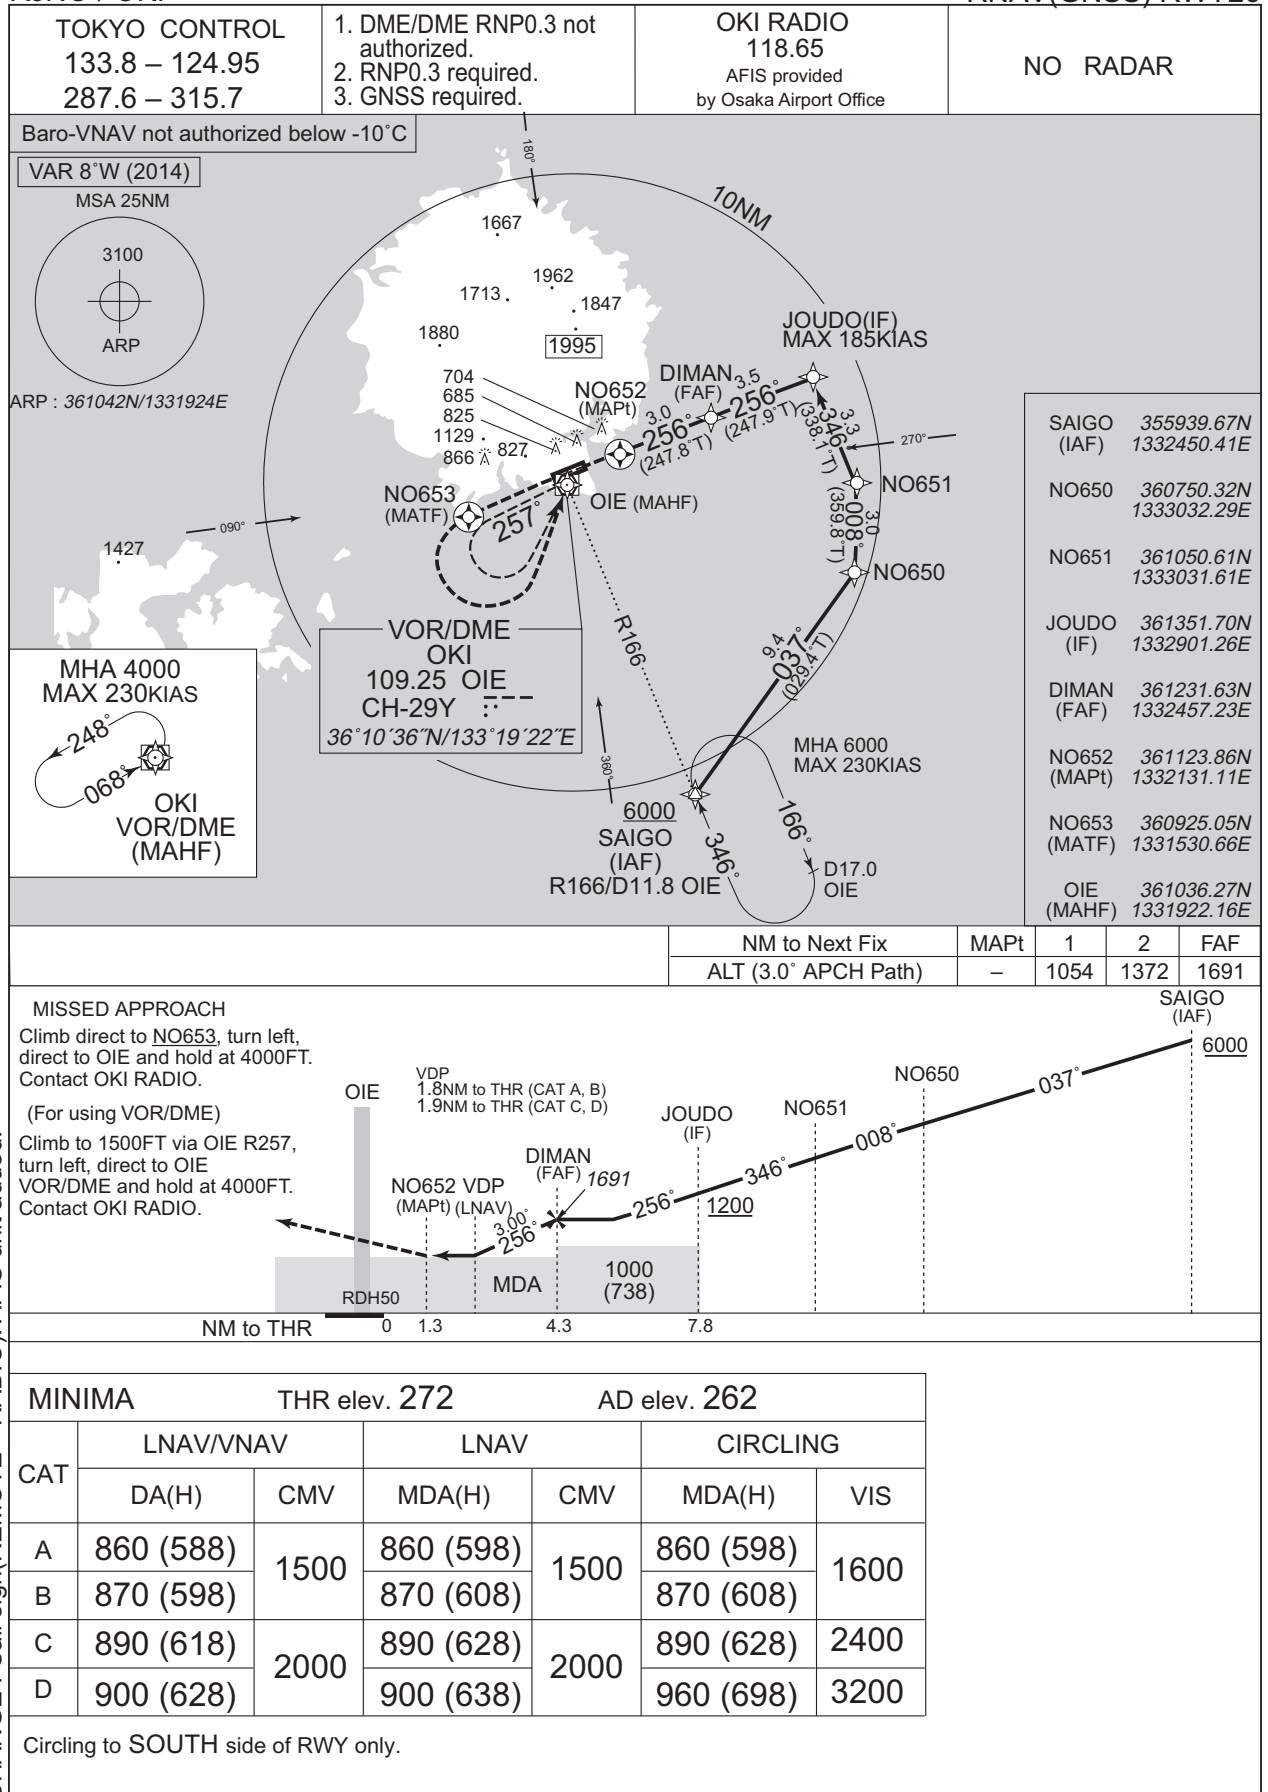 TOKYO CONTROL
133.8 – 124.95
287.6 – 315.7
1. DME/DME RNP0.3 not
authorized.
2. RNP0.3 required.
3. GNSS required.
OKI RADIO
118.65
AFIS provided
by Osaka Airport Office
NO RADAR
Baro-VNAV not authorized below -10˚C
VAR 8˚W (2014)
MSA 25NM
3100
ARP
ARP : 361042N/1331924E
180˚
10NM
1667
1962
1713
1847
1880
1995
704
685
825
1129
866
827
NO652
(MAPt)
DIMAN
(FAF)
JOUDO(IF)
MAX 185KIAS
3.5
256˚
(247.9˚T)
3.0
256˚
(247.8˚T)
3.3
346˚
(338.1˚T)
270˚
NO651
3.0
008˚
(359.8˚T)
NO650
NO653
(MATF)
257˚
OIE (MAHF)
090˚
1427
R166
9.4
037˚
(029.4˚T)
VOR/DME
OKI
109.25 OIE
CH-29Y
36˚10´36˝N/133˚19´22˝E
MHA 4000
MAX 230KIAS
248˚
068˚
OKI
VOR/DME
(MAHF)
360˚
MHA 6000
MAX 230KIAS
6000
SAIGO
(IAF)
R166/D11.8 OIE
346˚
166˚
D17.0
OIE
SAIGO 355939.67N
(IAF) 1332450.41E
NO650 360750.32N
1333032.29E
NO651 361050.61N
1333031.61E
JOUDO 361351.70N
(IF) 1332901.26E
DIMAN 361231.63N
(FAF) 1332457.23E
NO652 361123.86N
(MAPt) 1332131.11E
NO653 360925.05N
(MATF) 1331530.66E
OIE 361036.27N
(MAHF) 1331922.16E
NM to Next Fix MAPt 1 2 FAF
ALT (3.0˚ APCH Path) – 1054 1372 1691
MISSED APPROACH
Climb direct to NO653, turn left,
direct to OIE and hold at 4000FT.
Contact OKI RADIO.
(For using VOR/DME)
Climb to 1500FT via OIE R257,
turn left, direct to OIE
VOR/DME and hold at 4000FT.
Contact OKI RADIO.
OIE
VDP
1.8NM to THR (CAT A, B)
1.9NM to THR (CAT C, D)
NO652
(MAPt)
VDP
(LNAV)
DIMAN
(FAF)
1691
JOUDO
(IF)
NO651
NO650
SAIGO
(IAF)
6000
037˚
008˚
346˚
1200
256˚
3.00˚
256˚
MDA
1000
(738)
RDH50
NM to THR 0 1.3 4.3 7.8
MINIMA THR elev. 272 AD elev. 262
CAT LNAV/VNAV LNAV CIRCLING
DA(H) CMV MDA(H) CMV MDA(H) VIS
A 860 (588) 1500 860 (598) 1500 860 (598) 1600
B 870 (598) 870 (608) 870 (608)
C 890 (618) 2000 890 (628) 2000 890 (628) 2400
D 900 (628) 900 (638) 960 (698) 3200
Circling to SOUTH side of RWY only.